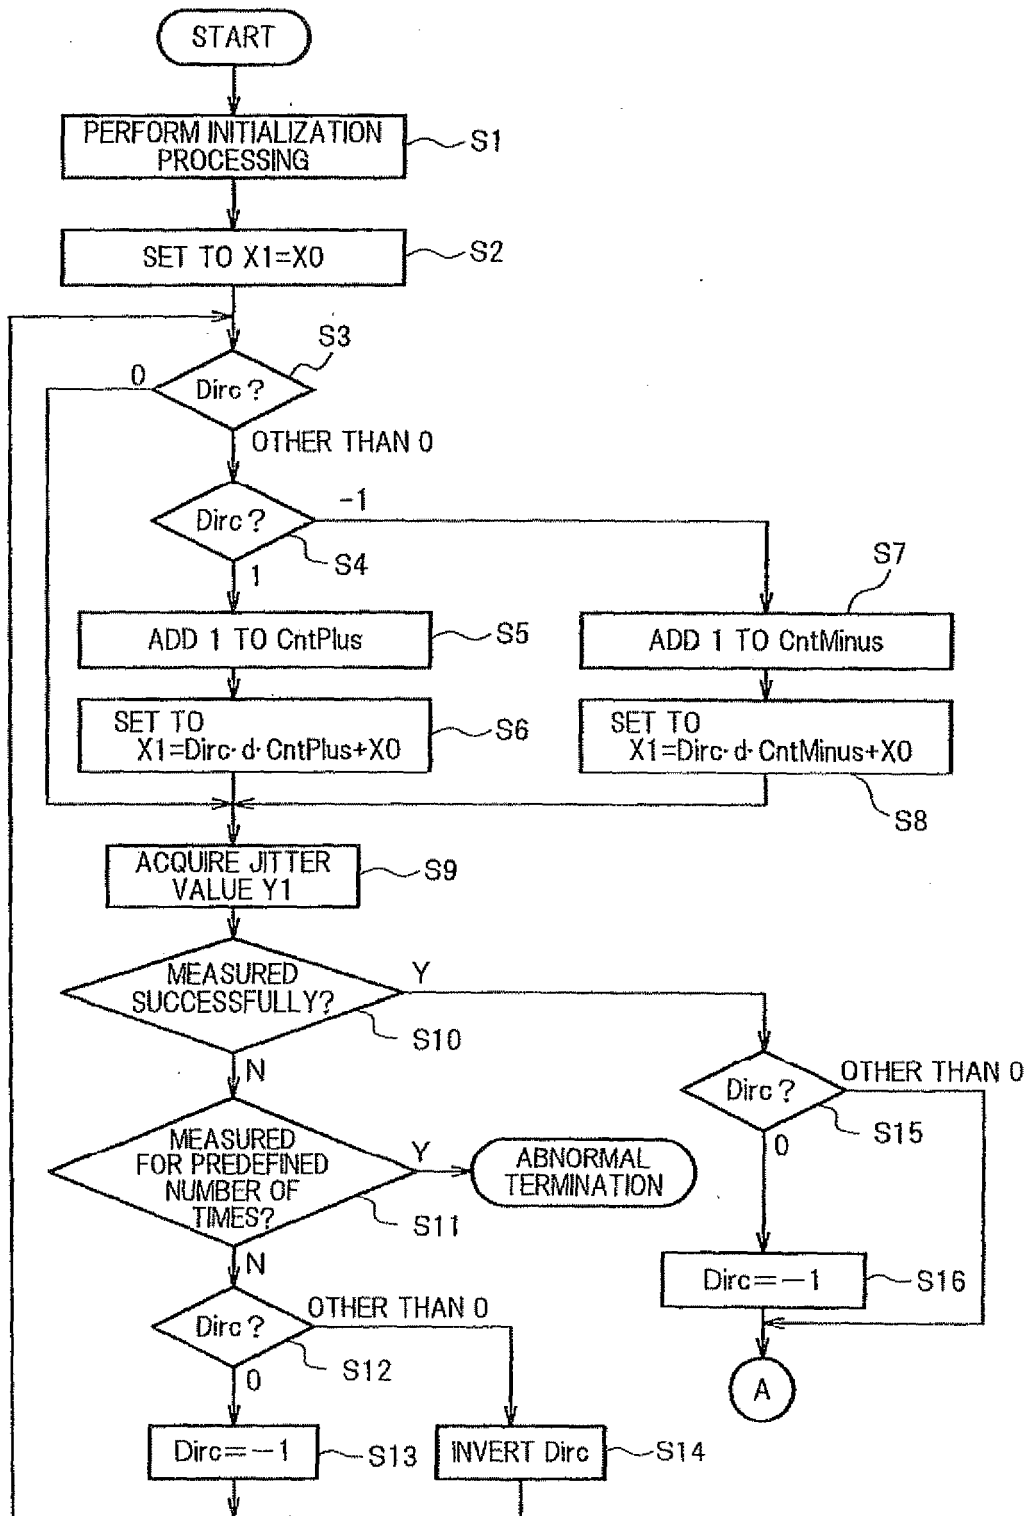 START
PERFORM INITIALIZATION
PROCESSING
S1
SET TO X1=X0
S2
S3
0
Dirc?
OTHER THAN 0
Dirc?
-1
S4
1
S7
ADD 1 TO CntPlus
S5
ADD 1 TO CntMinus
SET TO
X1=Dirc·d·CntPlus+X0
S6
SET TO
X1=Dirc·d·CntMinus+X0
S8
ACQUIRE JITTER
VALUE Y1
S9
MEASURED
SUCCESSFULLY?
Y
S10
N
Dirc?
OTHER THAN 0
S15
0
MEASURED
FOR PREDEFINED
NUMBER OF
TIMES?
Y
S11
ABNORMAL
TERMINATION
N
Dirc=-1
S16
Dirc?
OTHER THAN 0
S12
0
A
Dirc=-1
S13
INVERT Dirc
S14